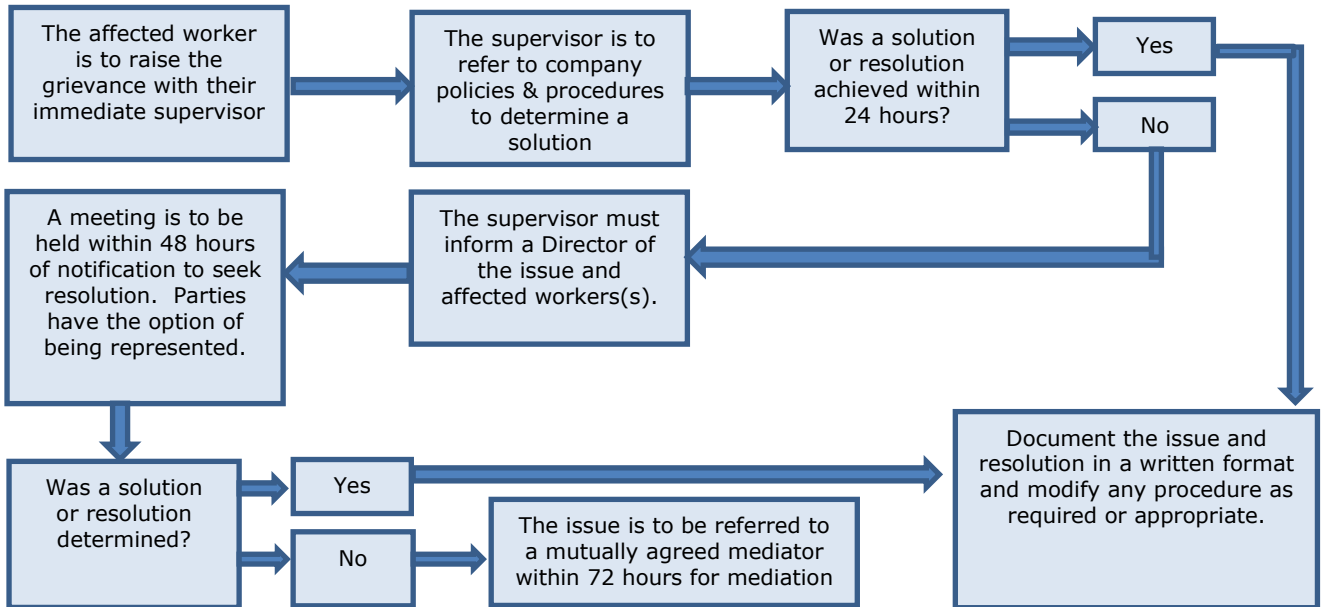 The affected worker
is to raise the
grievance with their
immediate supervisor
The supervisor is to
refer to company
policies & procedures
to determine a
solution
Was a solution
or resolution
achieved within
24 hours?
Yes
No
The supervisor must
inform a Director of
the issue and
affected workers(s).
A meeting is to be
held within 48 hours
of notification to seek
resolution. Parties
have the option of
being represented.
Was a solution
or resolution
determined?
Yes
No
The issue is to be referred to
a mutually agreed mediator
within 72 hours for mediation
Document the issue and
resolution in a written format
and modify any procedure as
required or appropriate.